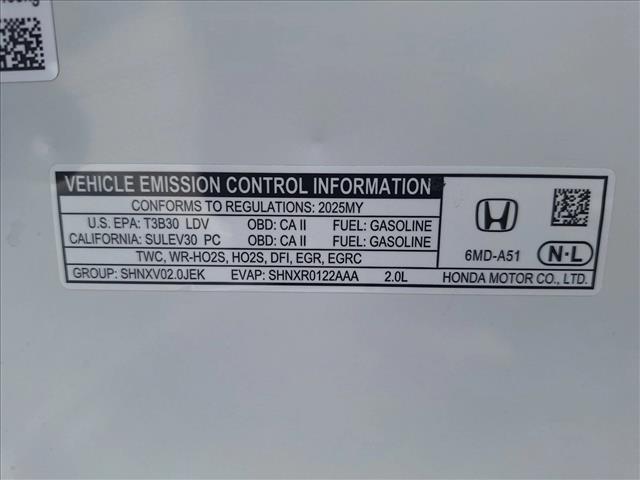 VEHICLE EMISSION CONTROL INFORMATION
CONFORMS TO REGULATIONS: 2025MY
U.S. EPA: T3B30 LDV OBD: CA II FUEL: GASOLINE
CALIFORNIA: SULEV30 PC OBD: CA II FUEL: GASOLINE
TWC, WR-HO2S, HO2S, DFI, EGR, EGRC
GROUP: SHNXV02.0JEK EVAP: SHNXR0122AAA 2.0L
6MD-A51 N·L
HONDA MOTOR CO., LTD.